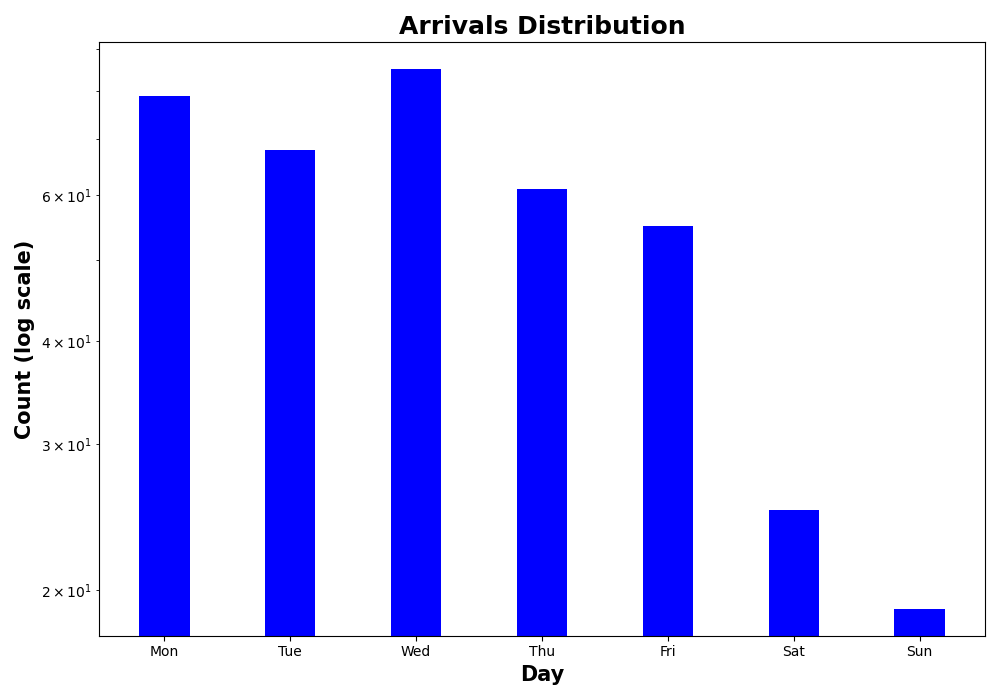 Arrivals Distribution
Count (log scale)
6 × 10¹
4 × 10¹
3 × 10¹
2 × 10¹
Mon Tue Wed Thu Fri Sat Sun
Day